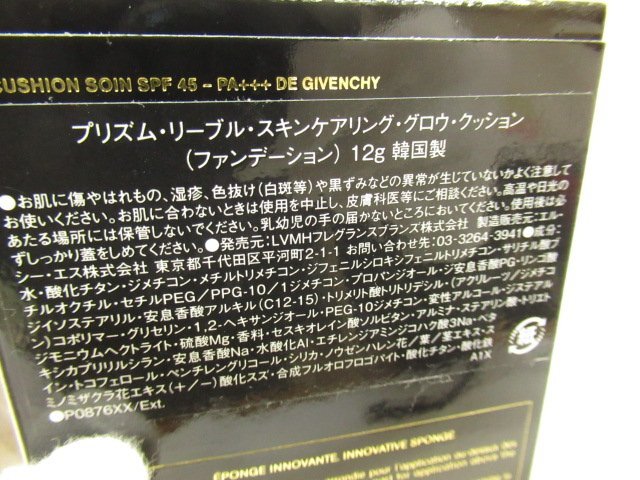 CUSHION SOIN SPF 45 – PA+++ DE GIVENCHY
プリズム・リーブル・スキンケアリング・グロウ・クッション
(ファンデーション) 12g 韓国製
●お肌に傷やはれもの、湿疹、色抜け(白斑等)や黒ずみなどの異常が生じていないかよく注意して
お使いください。お肌に合わないときは使用を中止し、皮膚科医等にご相談ください。高温や日光の
あたる場所には保管しないでください。乳幼児の手の届かないところにおいてください。使用後は必
ずしっかり蓋をしめてください。●発売元:LVMHフレグランスブランズ株式会社 製造販売元:エル・
シー・エス株式会社 東京都千代田区平河町2-1-1 お問い合わせ先:03-3264-3941●成分:
水・酸化チタン・ジメチコン・メチルトリメチコン・ジフェニルシロキシフェニルトリメチコン・サリチル酸ブ
チルオクチル・セチルPEG/PPG-10/1ジメチコン・プロパンジオール・ジ安息香酸PG・リンゴ酸
ジイソステアリル・安息香酸アルキル(C12-15)・トリメリト酸トリトリデシル・(アクリレーツ/ジメチコ
ン)コポリマー・グリセリン・1,2-ヘキサンジオール・PEG-10ジメチコン・変性アルコール・ジステアル
ジモニウムヘクトライト・硫酸Mg・香料・セスキオレイン酸ソルビタン・アルミナ・ステアリン酸・トリエト
キシカプリリルシラン・安息香酸Na・水酸化Al・エチレンジアミンジコハク酸3Na・ベタ
イン・トコフェロール・ペンチレングリコール・シリカ・ノウゼンハレン花/葉/茎エキス・ス
ミノミザクラ花エキス(+/-)酸化スズ・合成フルオロフロゴパイト・酸化チタン・酸化鉄
●P0876XX/Ext. A1X
ÉPONGE INNOVANTE. INNOVATIVE SPONGE